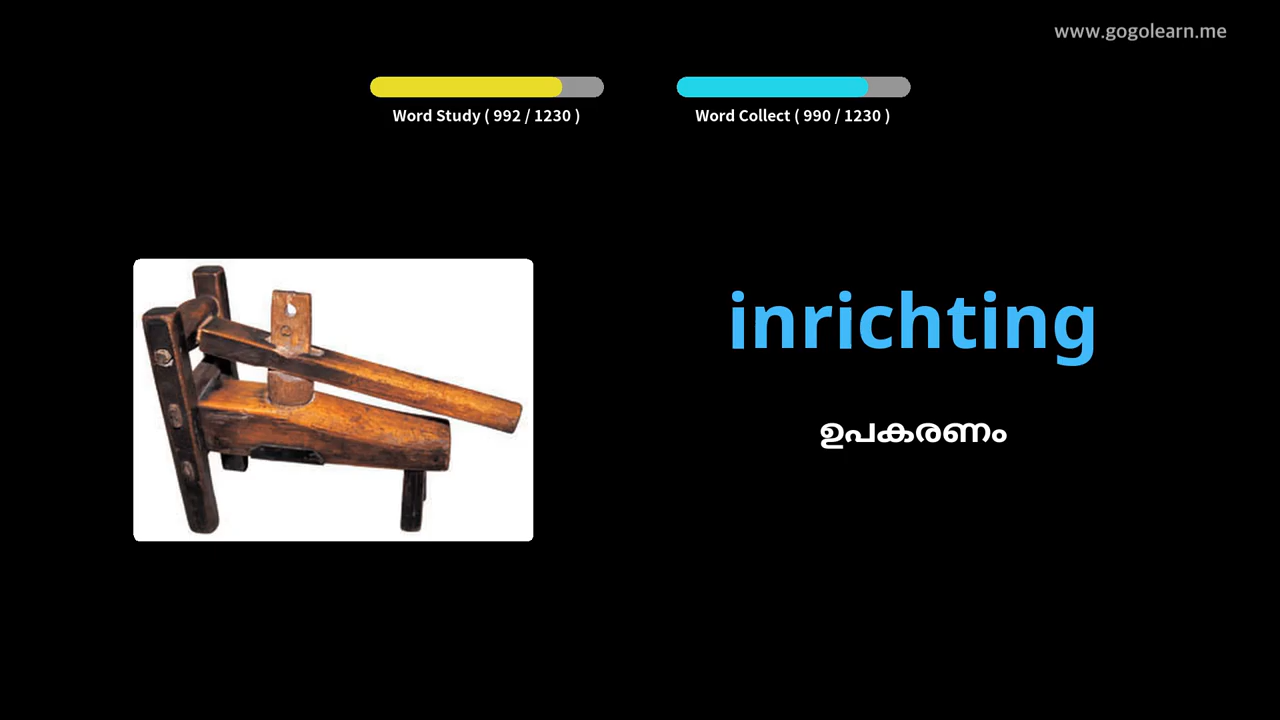 www.gogolearn.me
Word Study ( 992 / 1230 )
Word Collect ( 990 / 1230 )
inrichting
ഉപകരണം